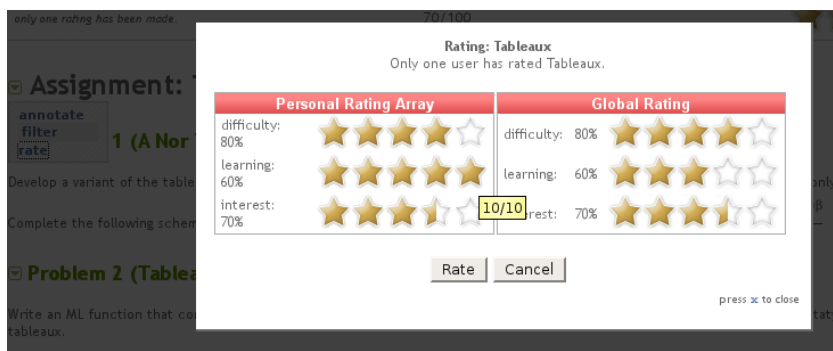 only one rating has been made.
70/100
Rating: Tableaux
Only one user has rated Tableaux.
Assignment: T
annotate
filter
rate
1 (A Nor
Personal Rating Array
Global Rating
difficulty:
80%
difficulty: 80%
learning:
60%
learning: 60%
interest:
70%
10/10
erest: 70%
Develop a variant of the table
only
Complete the following schem
Rate
Cancel
Problem 2 (Tablea
press x to close
Write an ML function that co
tat
tableaux.